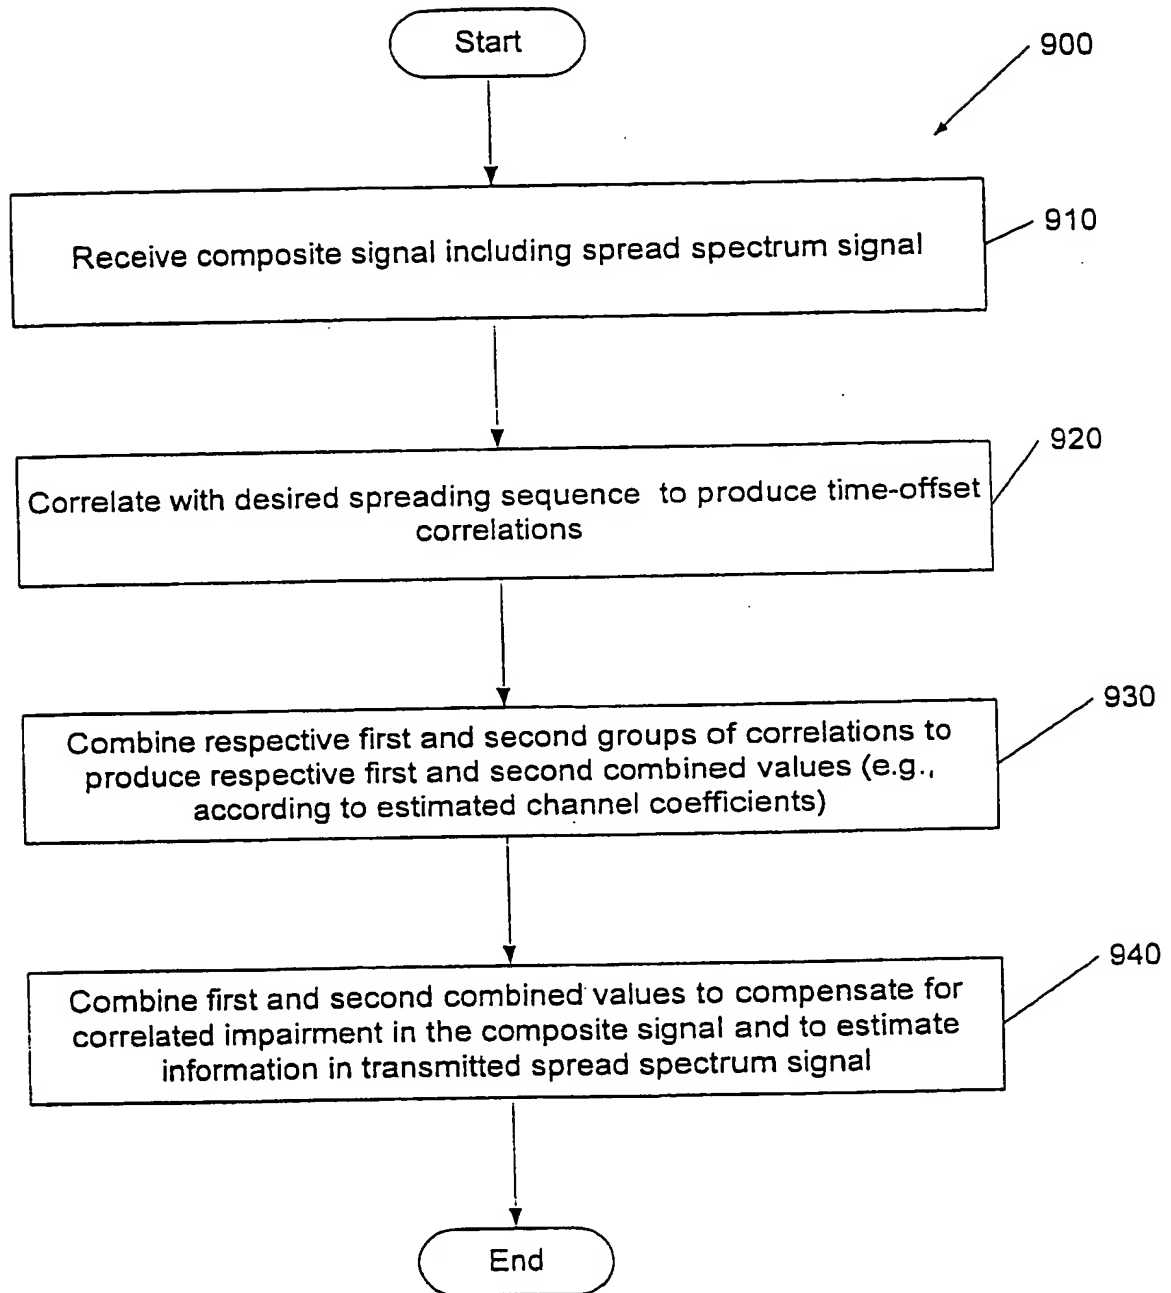 Start
900
Receive composite signal including spread spectrum signal
910
920
Correlate with desired spreading sequence to produce time-offset
correlations
930
Combine respective first and second groups of correlations to
produce respective first and second combined values (e.g.,
according to estimated channel coefficients)
940
Combine first and second combined values to compensate for
correlated impairment in the composite signal and to estimate
information in transmitted spread spectrum signal
End